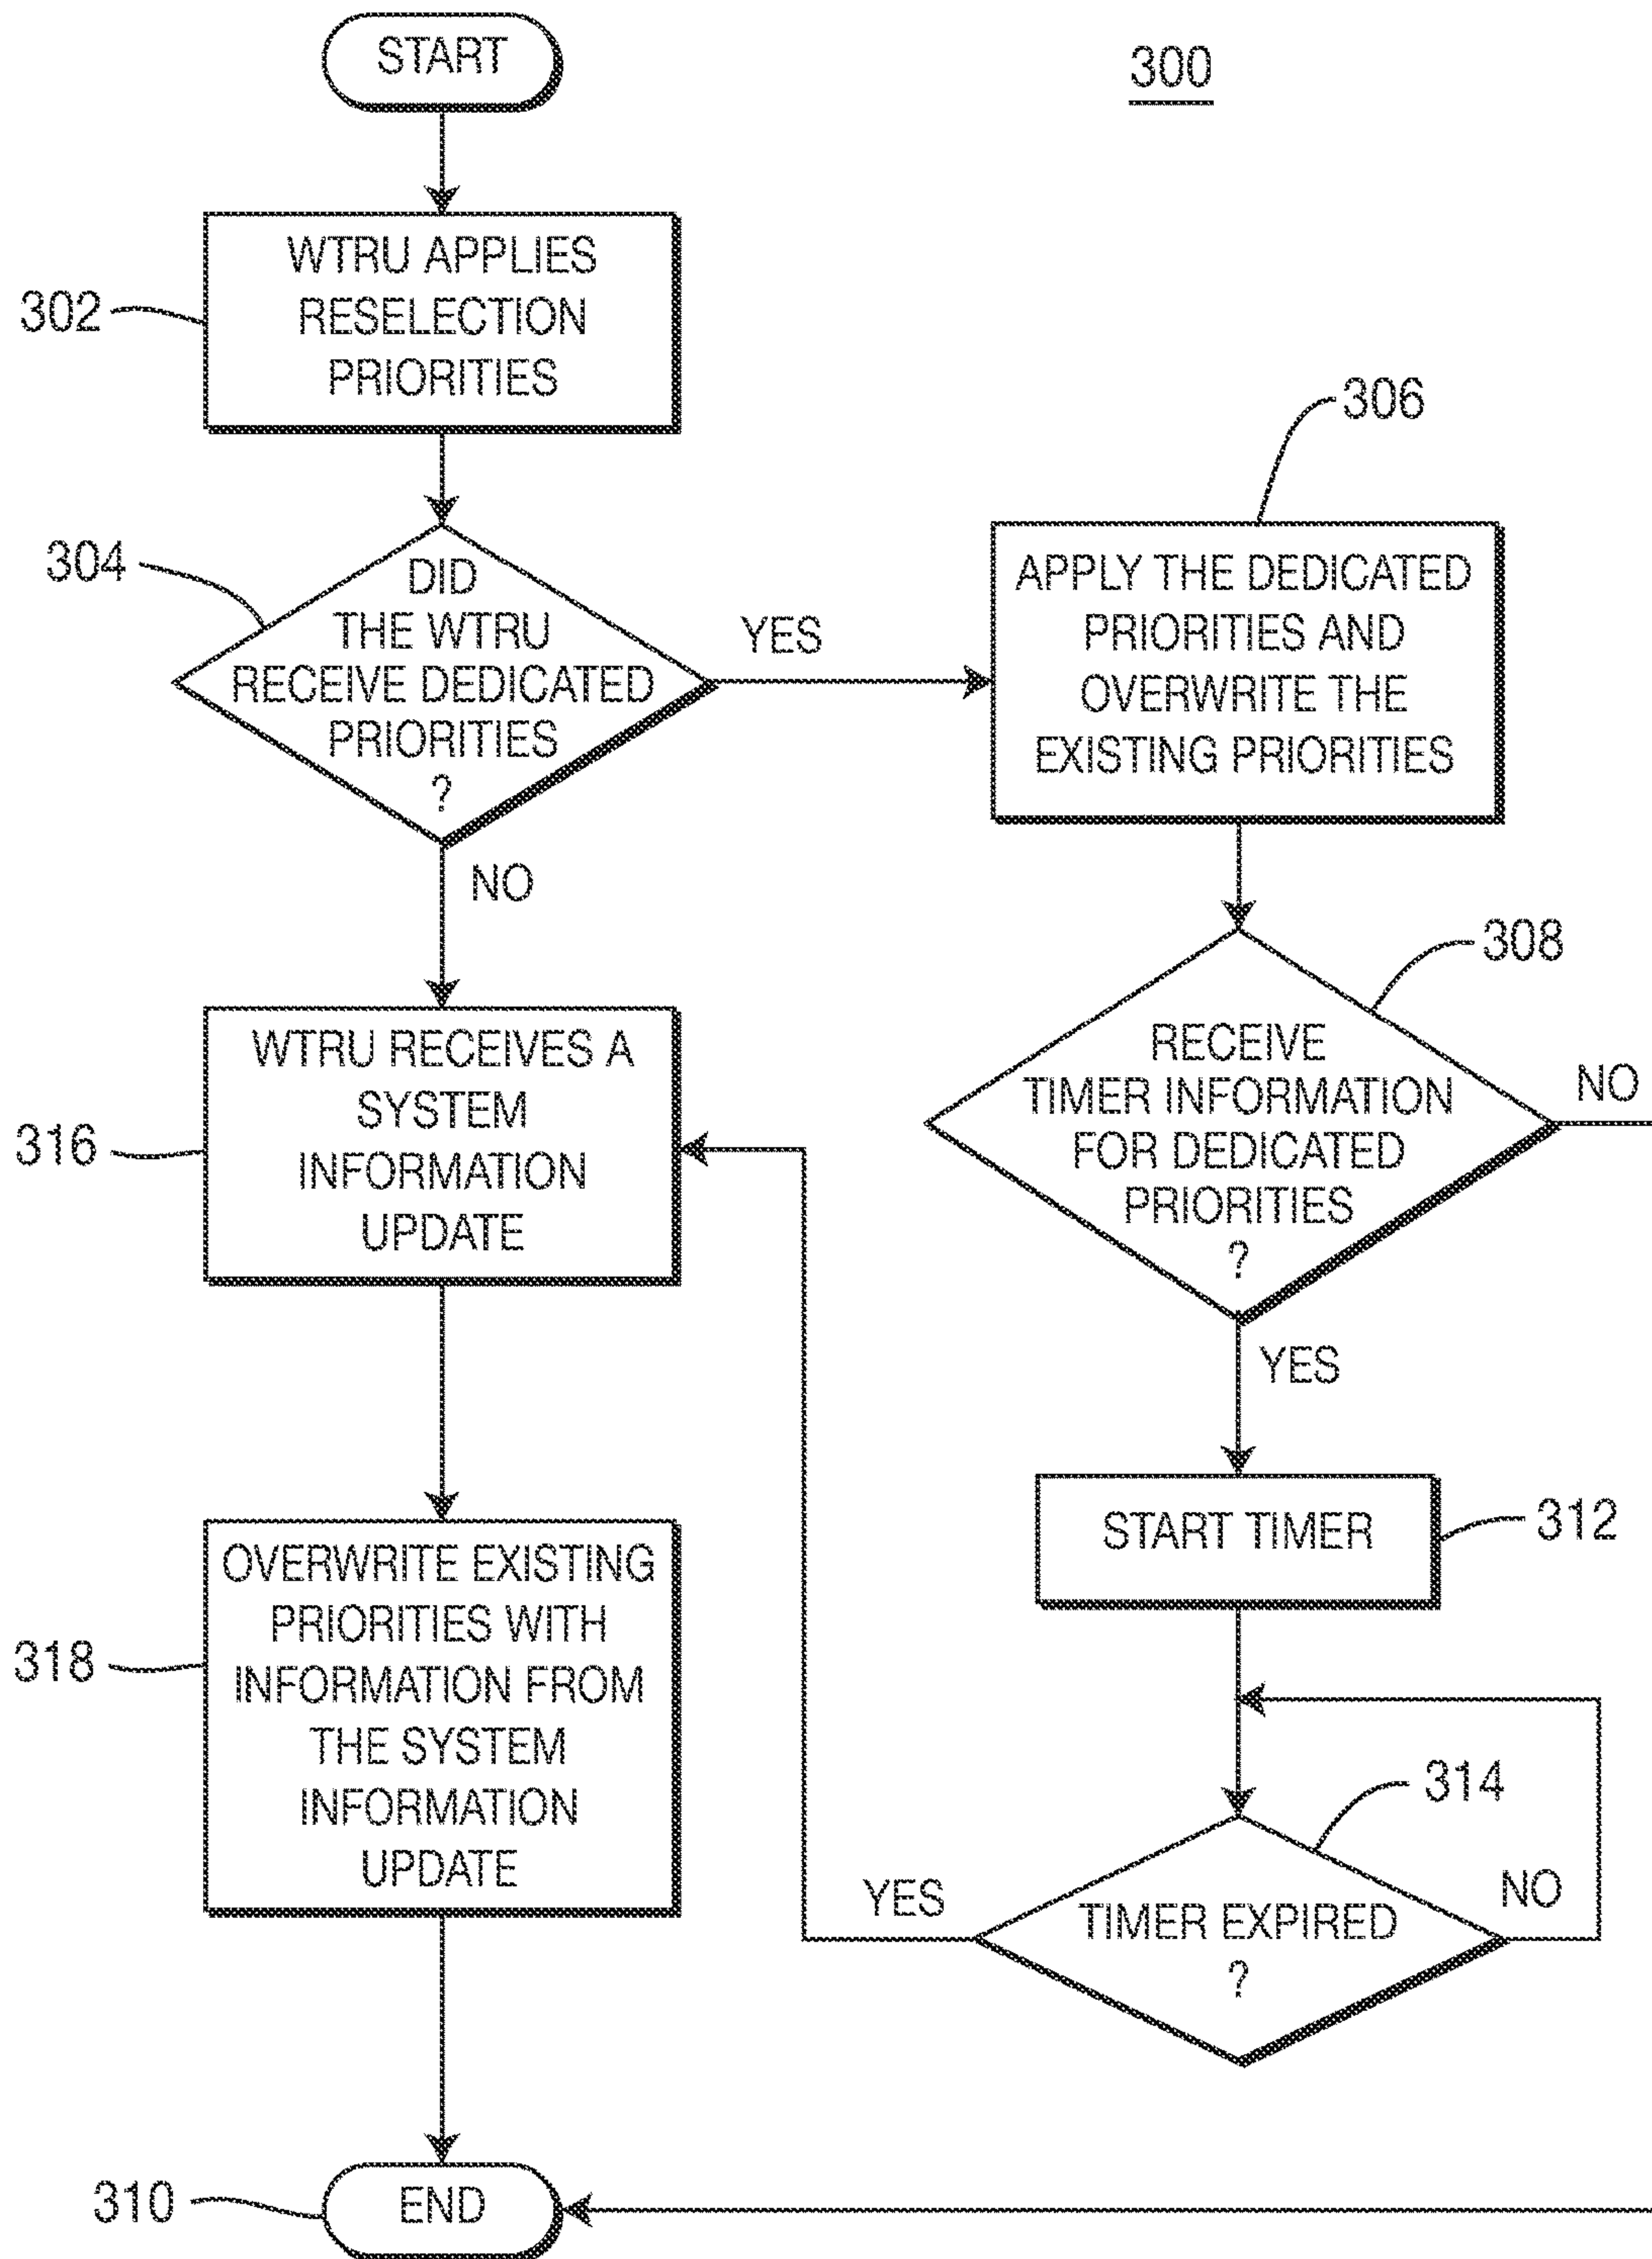 START
300
WTRU APPLIES
RESELECTION
PRIORITIES
302
304
DID
THE WTRU
RECEIVE DEDICATED
PRIORITIES
?
YES
NO
306
APPLY THE DEDICATED
PRIORITIES AND
OVERWRITE THE
EXISTING PRIORITIES
308
RECEIVE
TIMER INFORMATION
FOR DEDICATED
PRIORITIES
?
NO
YES
WTRU RECEIVES A
SYSTEM
INFORMATION
UPDATE
316
START TIMER
312
OVERWRITE EXISTING
PRIORITIES WITH
INFORMATION FROM
THE SYSTEM
INFORMATION
UPDATE
318
314
TIMER EXPIRED
?
YES
NO
310
END